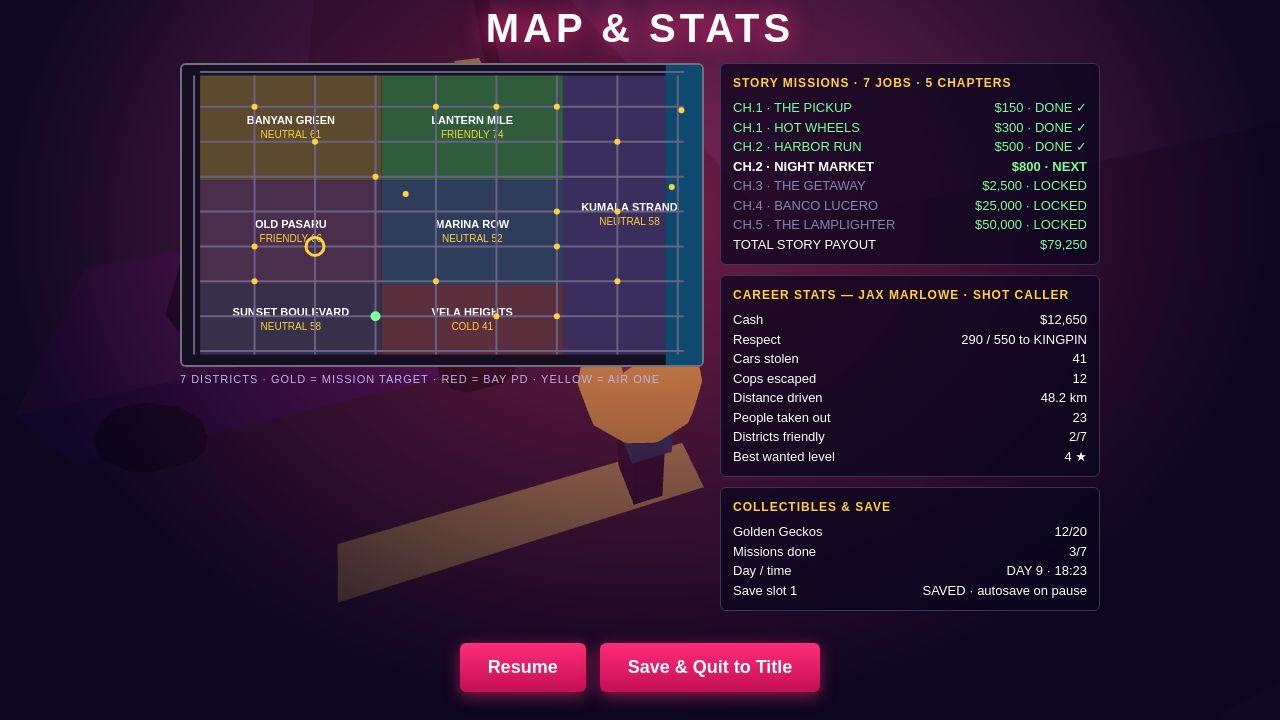 MAP & STATS
BANYAN GREEN
NEUTRAL 61
LANTERN MILE
FRIENDLY 74
KUMALA STRAND
NEUTRAL 58
OLD PASARU
FRIENDLY 66
MARINA ROW
NEUTRAL 52
SUNSET BOULEVARD
NEUTRAL 58
VELA HEIGHTS
COLD 41
7 DISTRICTS · GOLD = MISSION TARGET · RED = BAY PD · YELLOW = AIR ONE
STORY MISSIONS · 7 JOBS · 5 CHAPTERS
CH.1 · THE PICKUP $150 · DONE ✓
CH.1 · HOT WHEELS $300 · DONE ✓
CH.2 · HARBOR RUN $500 · DONE ✓
CH.2 · NIGHT MARKET $800 · NEXT
CH.3 · THE GETAWAY $2,500 · LOCKED
CH.4 · BANCO LUCERO $25,000 · LOCKED
CH.5 · THE LAMPLIGHTER $50,000 · LOCKED
TOTAL STORY PAYOUT $79,250
CAREER STATS — JAX MARLOWE · SHOT CALLER
Cash $12,650
Respect 290 / 550 to KINGPIN
Cars stolen 41
Cops escaped 12
Distance driven 48.2 km
People taken out 23
Districts friendly 2/7
Best wanted level 4 ★
COLLECTIBLES & SAVE
Golden Geckos 12/20
Missions done 3/7
Day / time DAY 9 · 18:23
Save slot 1 SAVED · autosave on pause
Resume
Save & Quit to Title